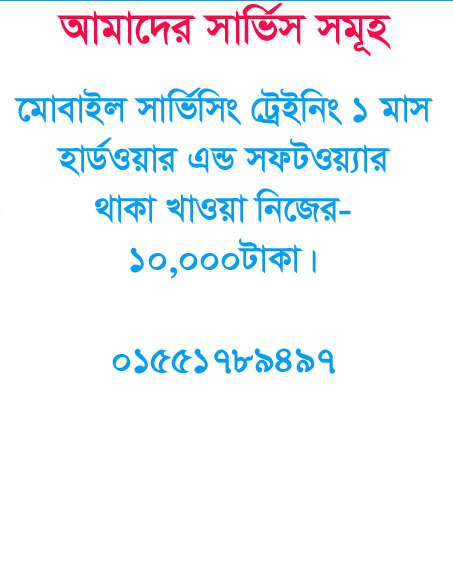 আমাদের সার্ভিস সমূহ
মোবাইল সার্ভিসিং ট্রেইনিং ১ মাস
হার্ডওয়ার এন্ড সফটওয়্যার
থাকা খাওয়া নিজের-
১০,০০০টাকা।
০১৫৫১৭৮৯৪৯৭